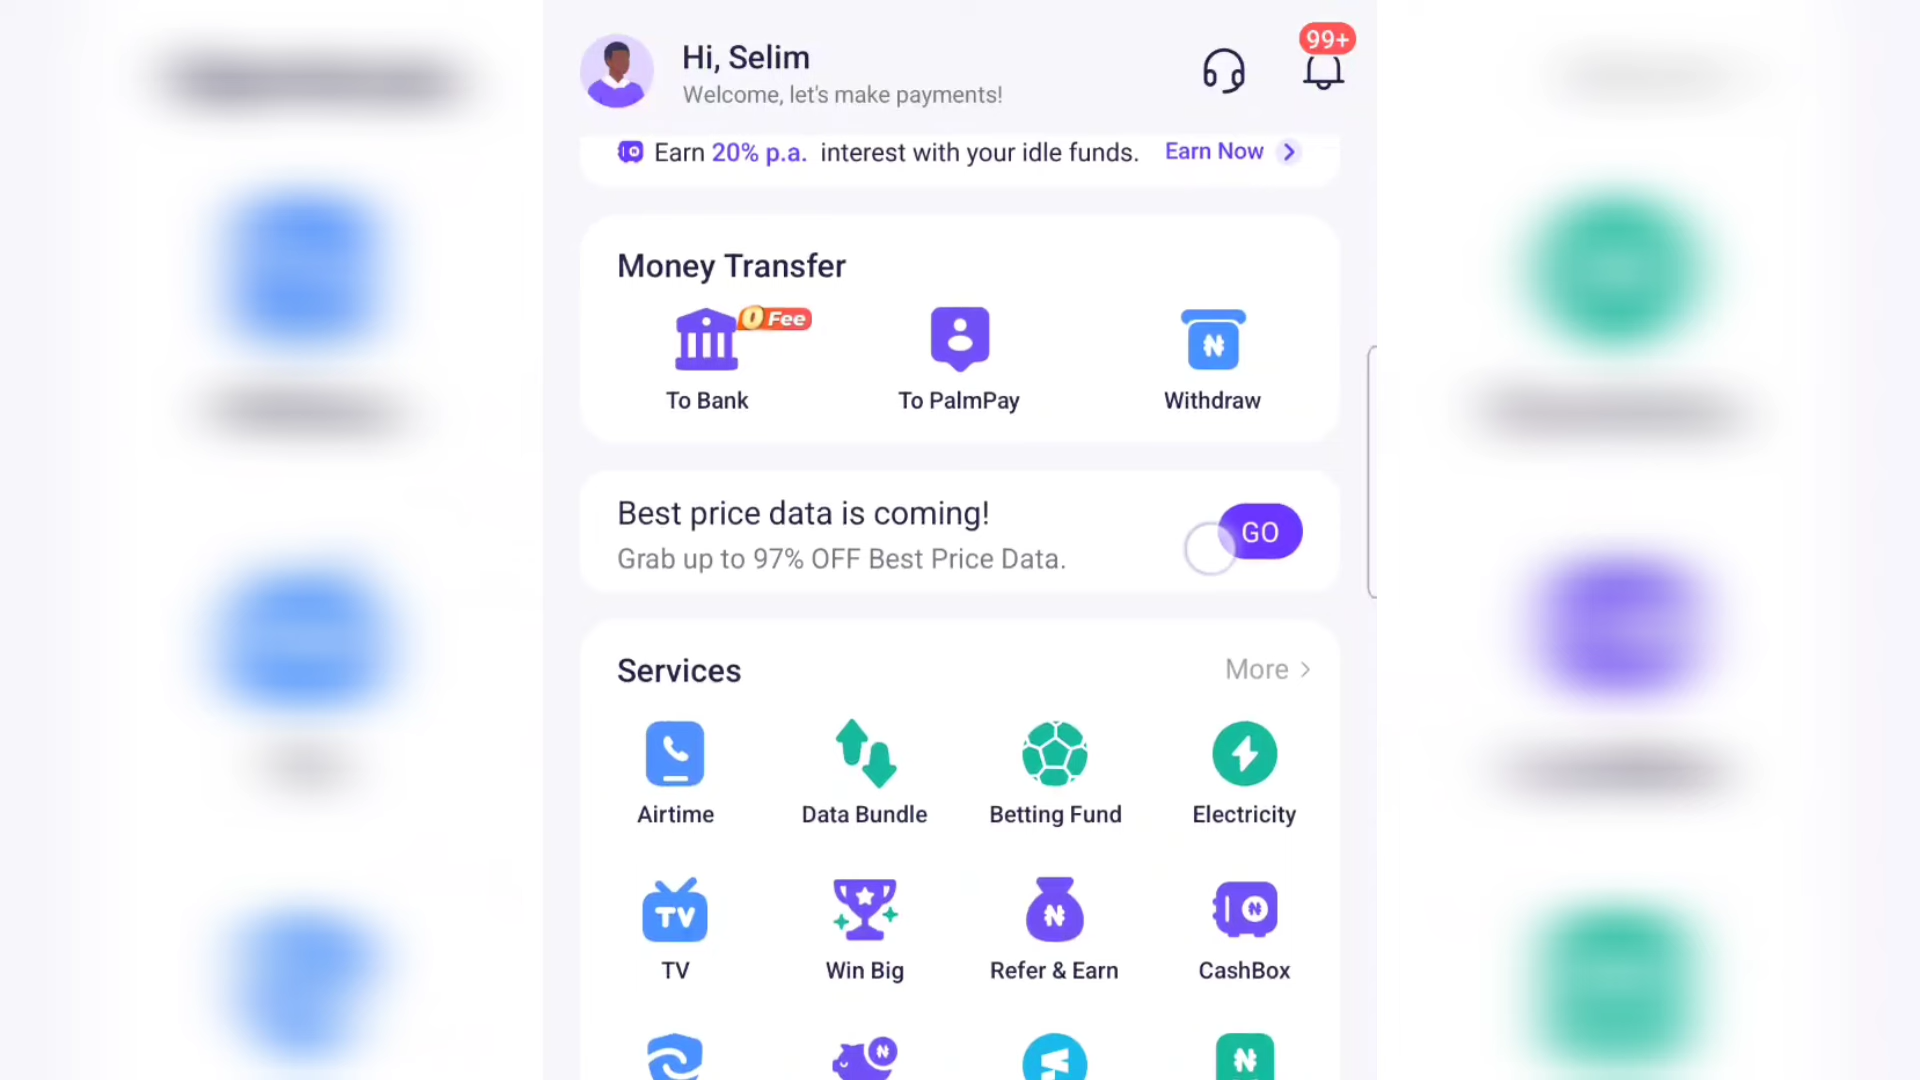 99+
Hi, Selim
Welcome, let's make payments!
Earn 20% p.a. interest with your idle funds. Earn Now
Money Transfer
0 Fee
To Bank To PalmPay Withdraw
Best price data is coming!
GO
Grab up to 97% OFF Best Price Data.
Services More
Airtime Data Bundle Betting Fund Electricity
TV
TV Win Big Refer & Earn CashBox